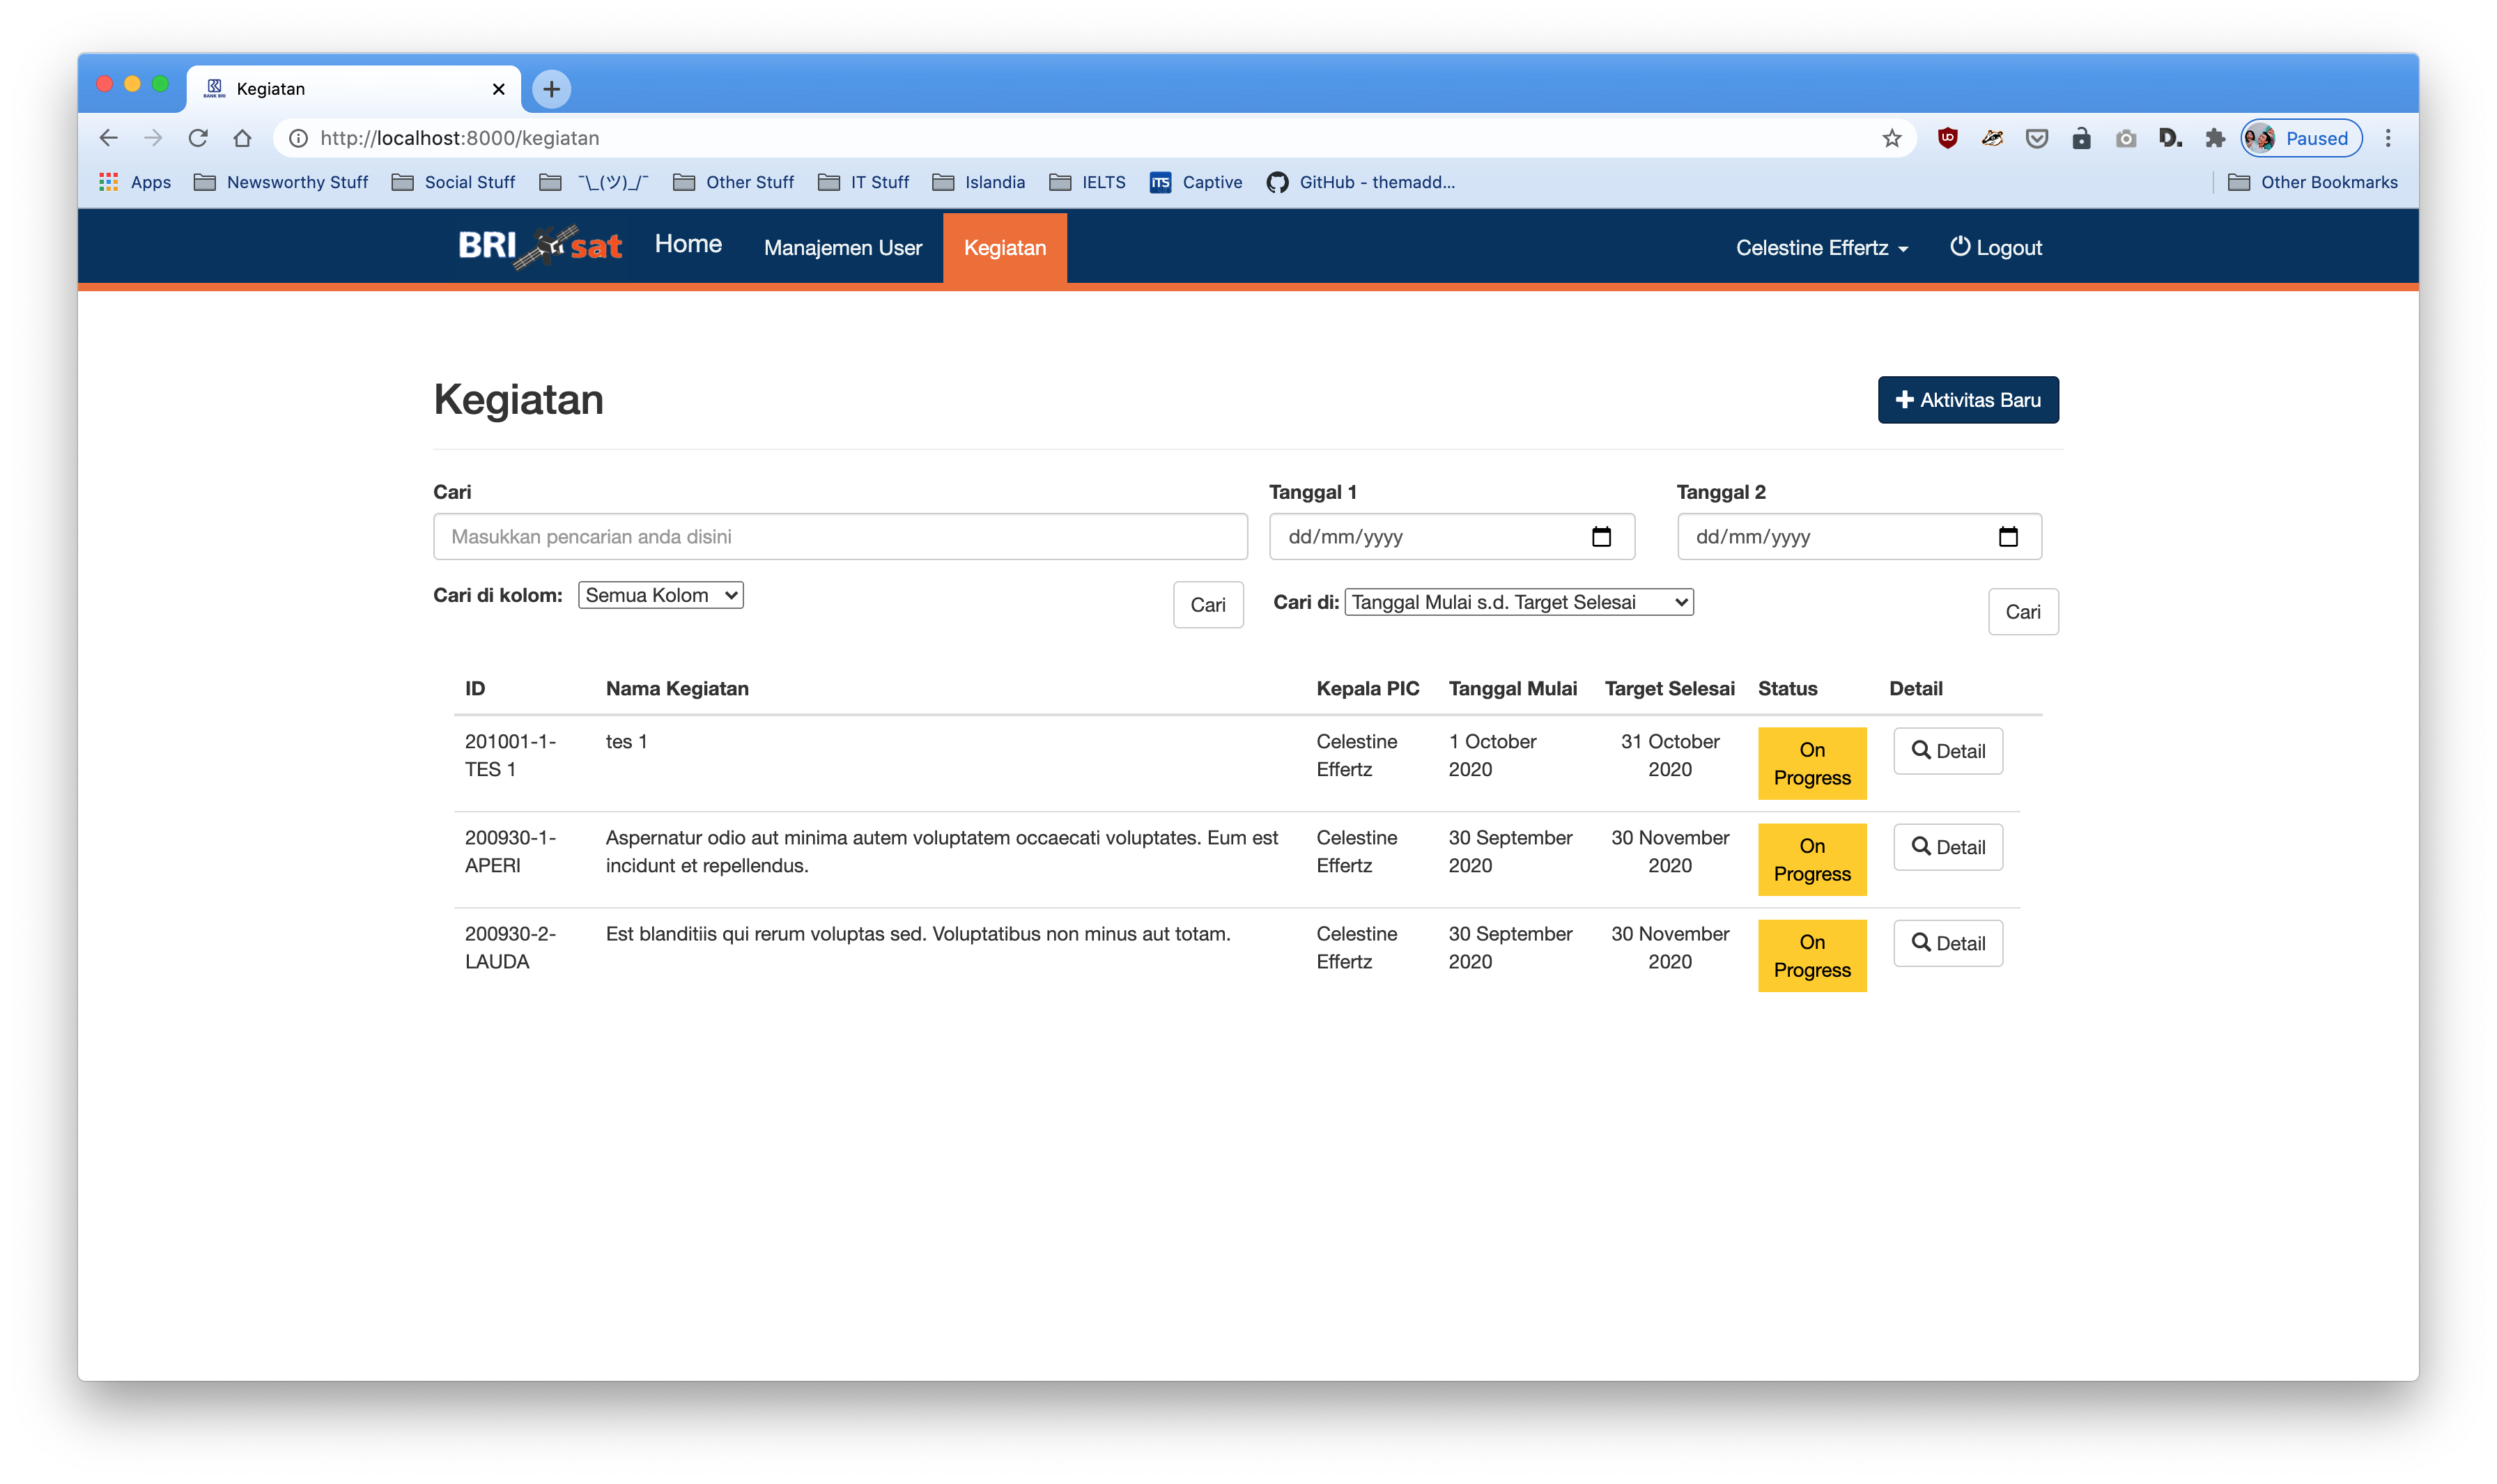 Kegiatan
http://localhost:8000/kegiatan
Paused
Apps
Newsworthy Stuff
Social Stuff
¯\_(ツ)_/¯
Other Stuff
IT Stuff
Islandia
IELTS
ITS
Captive
GitHub - themadd...
Other Bookmarks
BRI sat
Home
Manajemen User
Kegiatan
Celestine Effertz
Logout
Kegiatan
Aktivitas Baru
Cari
Tanggal 1
Tanggal 2
Masukkan pencarian anda disini
dd/mm/yyyy
dd/mm/yyyy
Cari di kolom: Semua Kolom
Cari
Cari di: Tanggal Mulai s.d. Target Selesai
Cari
ID Nama Kegiatan Kepala PIC Tanggal Mulai Target Selesai Status Detail
201001-1-
TES 1
tes 1
Celestine
Effertz
1 October
2020
31 October
2020
On
Progress
Detail
200930-1-
APERI
Aspernatur odio aut minima autem voluptatem occaecati voluptates. Eum est
incidunt et repellendus.
Celestine
Effertz
30 September
2020
30 November
2020
On
Progress
Detail
200930-2-
LAUDA
Est blanditiis qui rerum voluptas sed. Voluptatibus non minus aut totam.
Celestine
Effertz
30 September
2020
30 November
2020
On
Progress
Detail